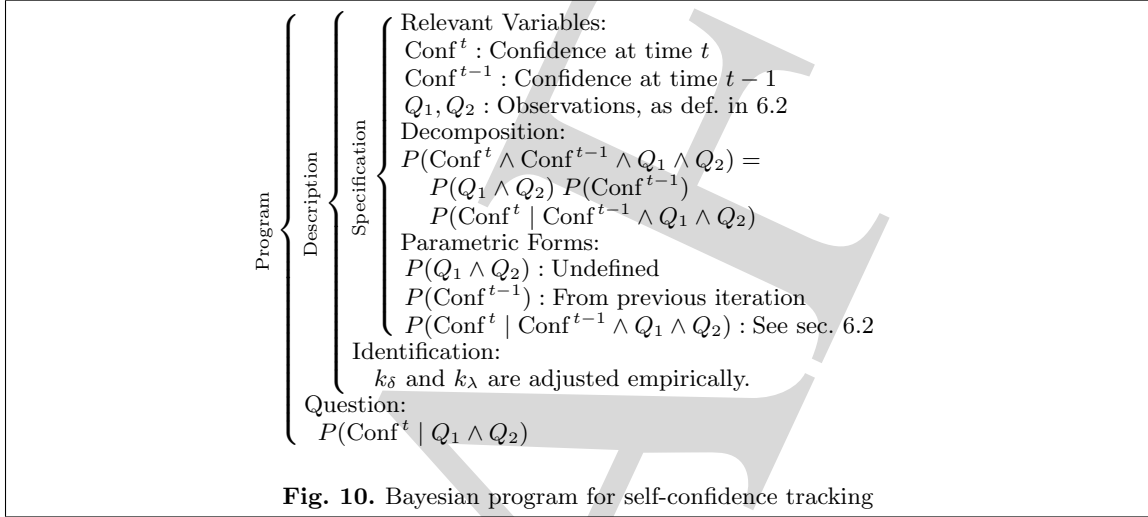 Program
Description
Specification
Relevant Variables:
Conf^t : Confidence at time t
Conf^{t-1} : Confidence at time t − 1
Q_1, Q_2 : Observations, as def. in 6.2
Decomposition:
P(Conf^t ∧ Conf^{t-1} ∧ Q_1 ∧ Q_2) =
P(Q_1 ∧ Q_2) P(Conf^{t-1})
P(Conf^t | Conf^{t-1} ∧ Q_1 ∧ Q_2)
Parametric Forms:
P(Q_1 ∧ Q_2) : Undefined
P(Conf^{t-1}) : From previous iteration
P(Conf^t | Conf^{t-1} ∧ Q_1 ∧ Q_2) : See sec. 6.2
Identification:
k_δ and k_λ are adjusted empirically.
Question:
P(Conf^t | Q_1 ∧ Q_2)
Fig. 10. Bayesian program for self-confidence tracking